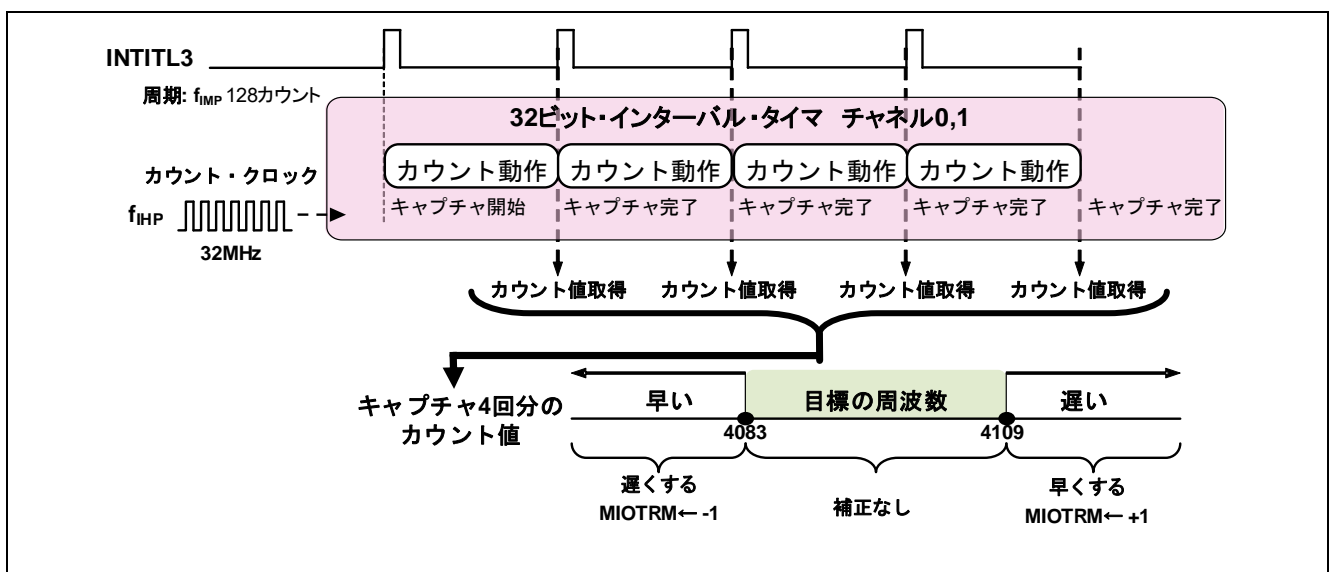 INTITL3
周期: fIMP 128カウント
32ビット・インターバル・タイマ チャネル0,1
カウント動作 カウント動作 カウント動作 カウント動作
カウント・クロック
fIHP
32MHz
キャプチャ開始 キャプチャ完了 キャプチャ完了 キャプチャ完了 キャプチャ完了
カウント値取得 カウント値取得 カウント値取得 カウント値取得
キャプチャ4回分の
カウント値
早い 目標の周波数 遅い
4083 4109
遅くする
MIOTRM← -1
補正なし
早くする
MIOTRM← +1